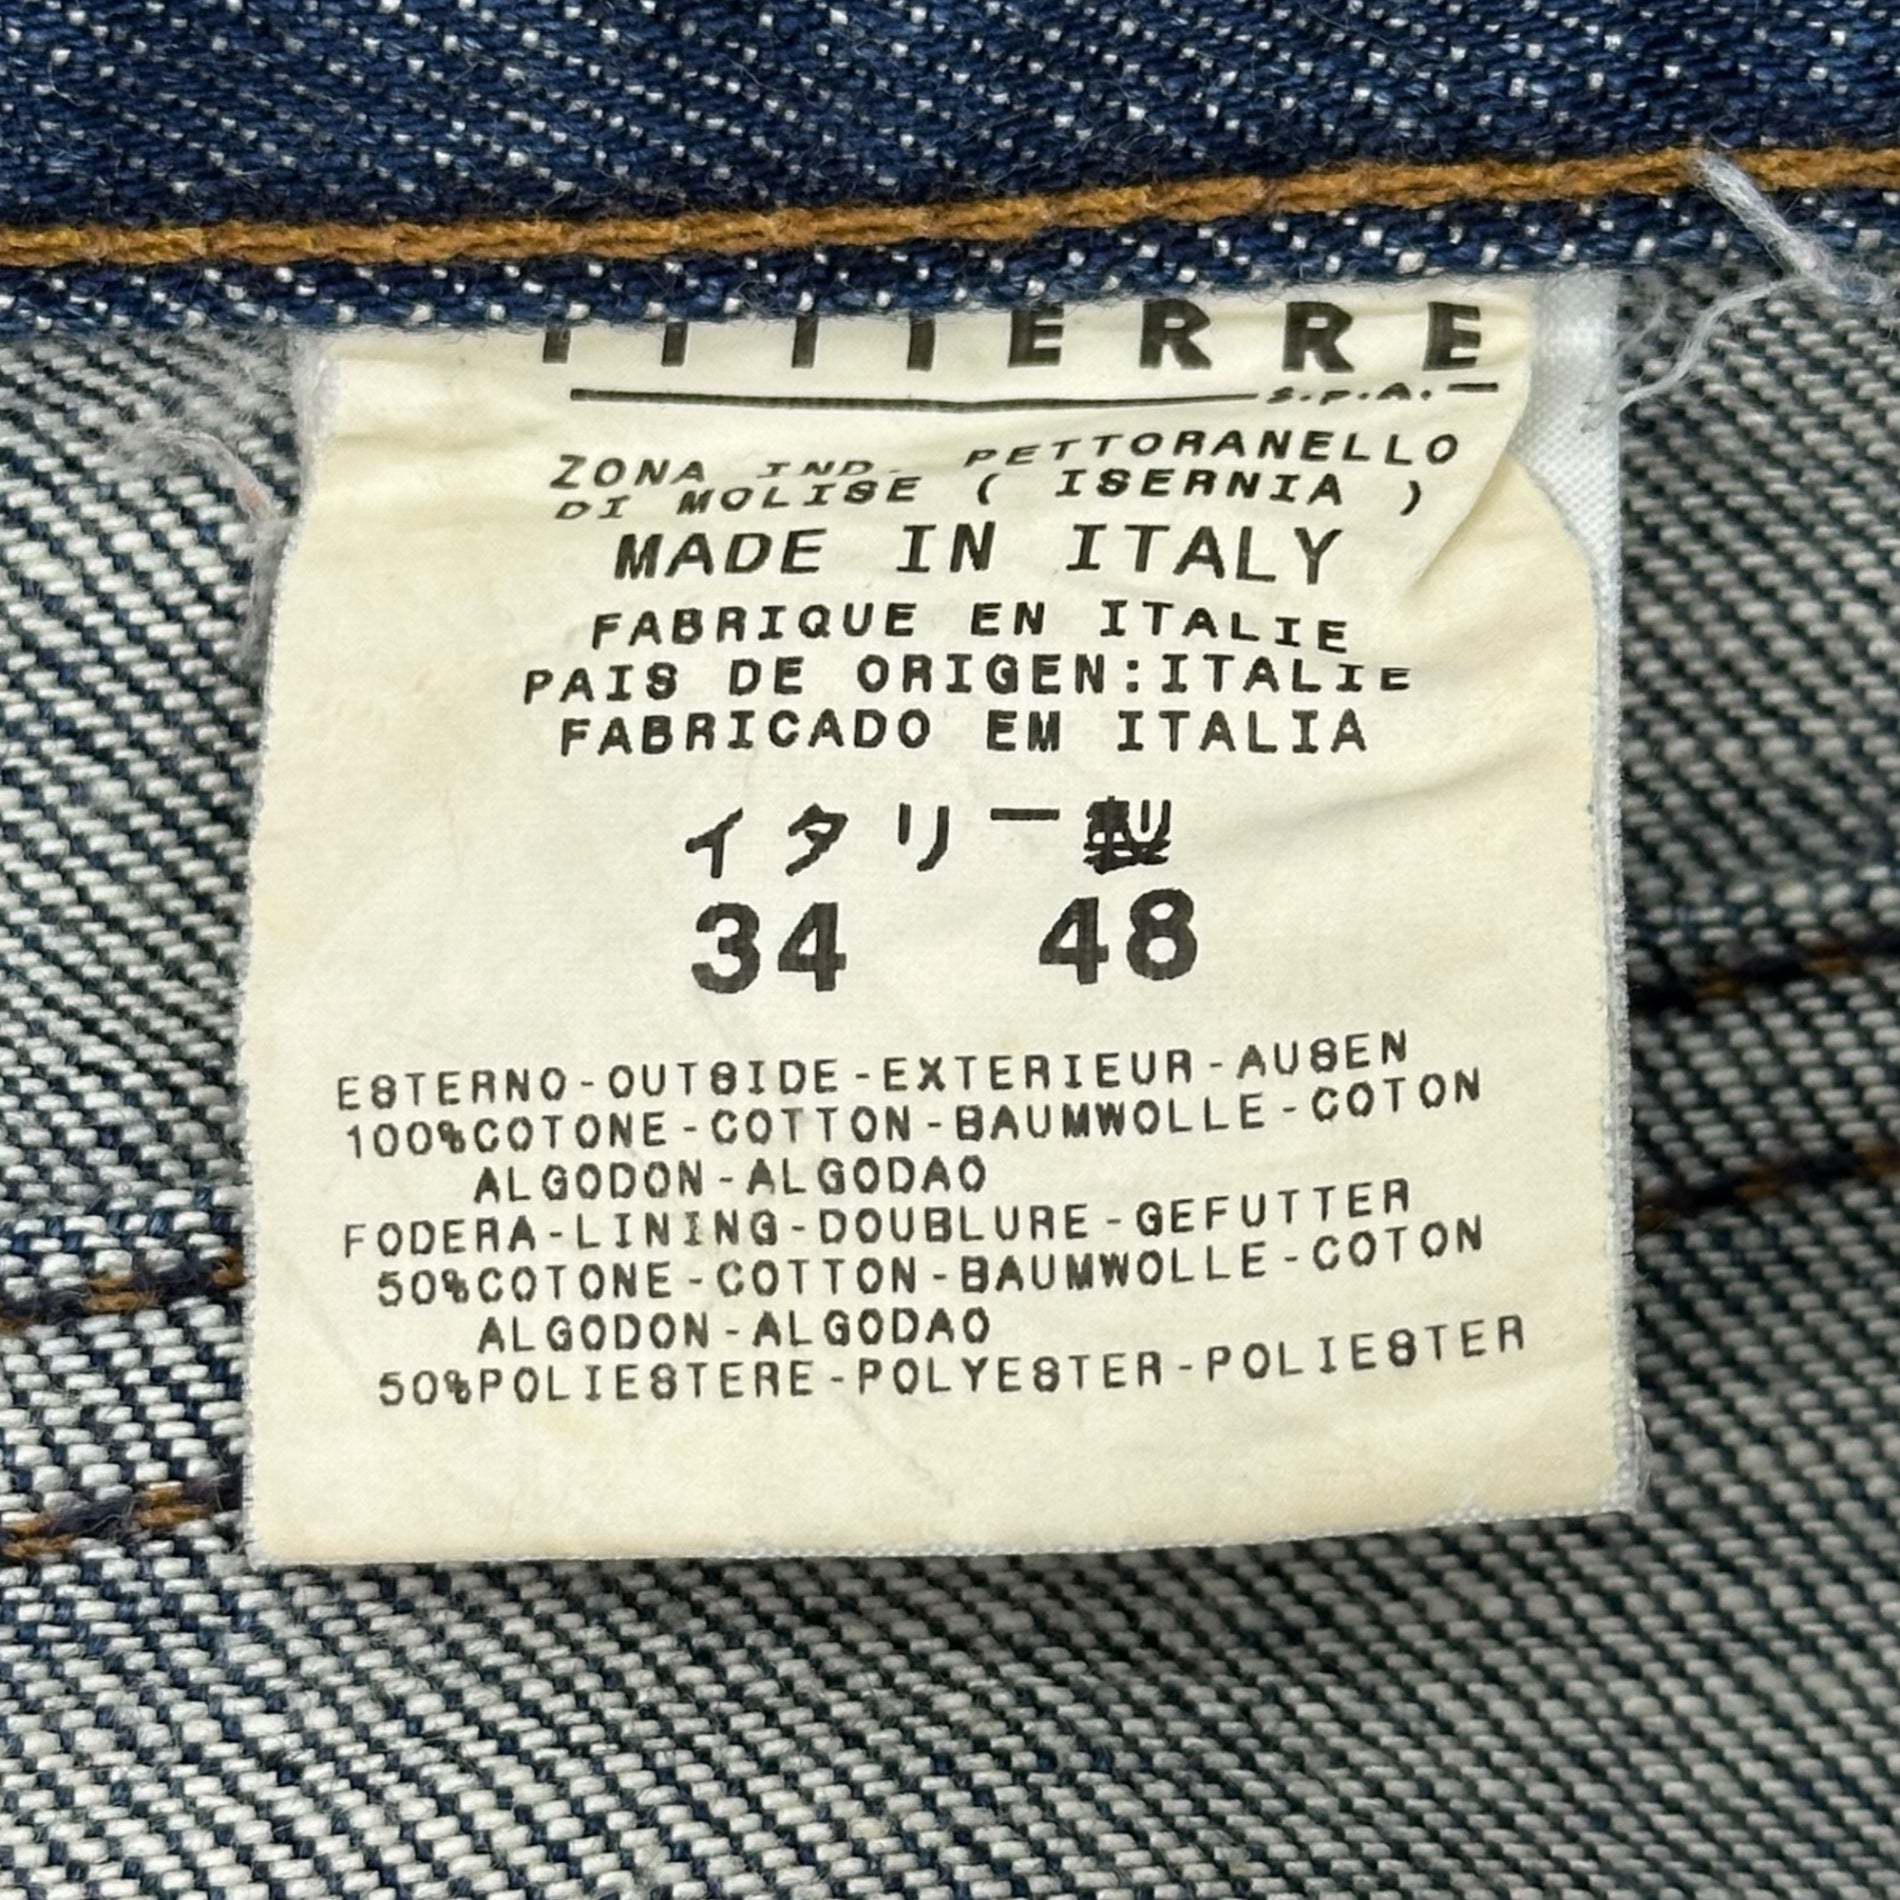 ITTIERRE
S.P.A.
ZONA IND. PETTORANELLO
DI MOLISE ( ISERNIA )
MADE IN ITALY
FABRIQUE EN ITALIE
PAIS DE ORIGEN:ITALIE
FABRICADO EM ITALIA
イタリー製
34 48
ESTERNO-OUTSIDE-EXTERIEUR-AUSEN
100%COTONE-COTTON-BAUMWOLLE-COTON
ALGODON-ALGODAO
FODERA-LINING-DOUBLURE-GEFUTTER
50%COTONE-COTTON-BAUMWOLLE-COTON
ALGODON-ALGODAO
50%POLIESTERE-POLYESTER-POLIESTER